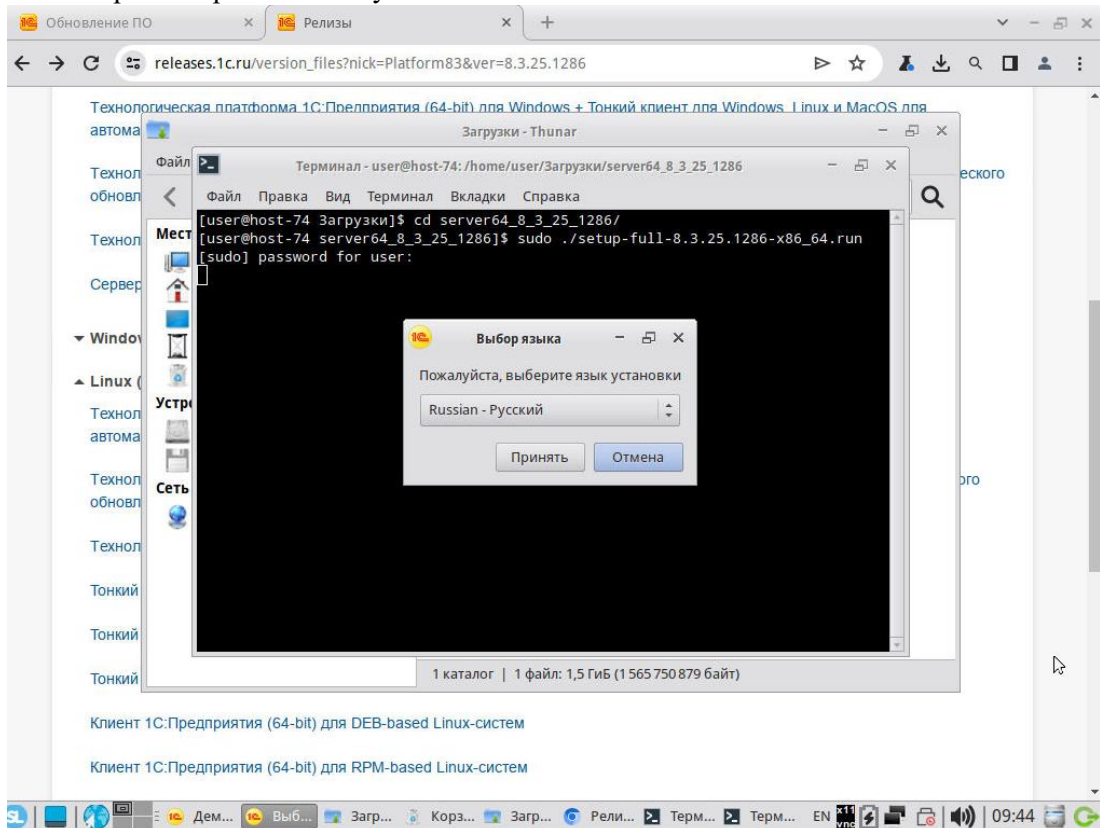 Обновление ПО
Релизы
releases.1c.ru/version_files?nick=Platform83&ver=8.3.25.1286
Технологическая платформа 1С:Предприятия (64-bit) для Windows + Тонкий клиент для Windows, Linux и MacOS для
автома
Загрузки - Thunar
Файл
Терминал - user@host-74: /home/user/Загрузки/server64_8_3_25_1286
Технол
еского
обновл
Файл Правка Вид Терминал Вкладки Справка
[user@host-74 Загрузки]$ cd server64_8_3_25_1286/
Мест
[user@host-74 server64_8_3_25_1286]$ sudo ./setup-full-8.3.25.1286-x86_64.run
Технол
[sudo] password for user:
Сервер
Windov
Выбор языка
Пожалуйста, выберите язык установки
Linux (
Устро
Russian - Русский
Технол
автома
Принять Отмена
Технол
ого
Сеть
обновл
Технол
Тонкий
Тонкий
Тонкий
1 каталог | 1 файл: 1,5 ГиБ (1 565 750 879 байт)
Клиент 1С:Предприятия (64-bit) для DEB-based Linux-систем
Клиент 1С:Предприятия (64-bit) для RPM-based Linux-систем
Дем... Выб... Загр... Корз... Загр... Рели... Терм... Терм... EN X11 vnc 09:44